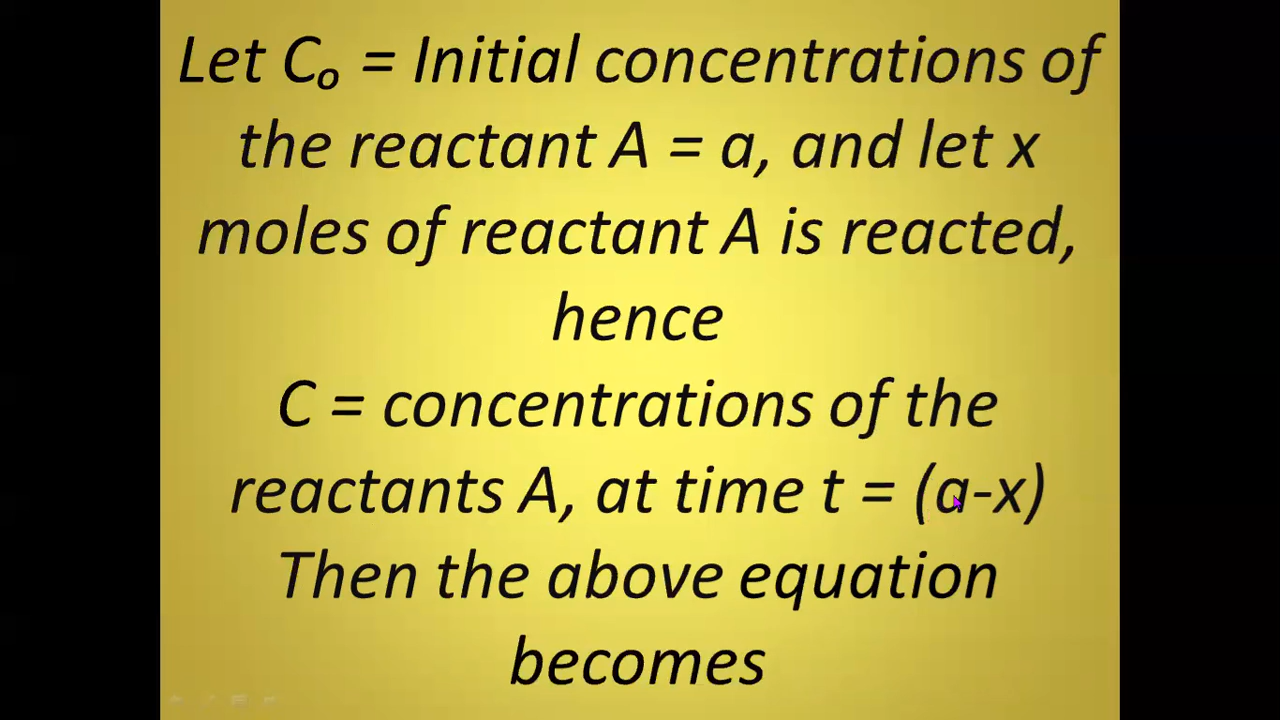 Let Cₒ = Initial concentrations of
the reactant A = a, and let x
moles of reactant A is reacted,
hence
C = concentrations of the
reactants A, at time t = (a-x)
Then the above equation
becomes